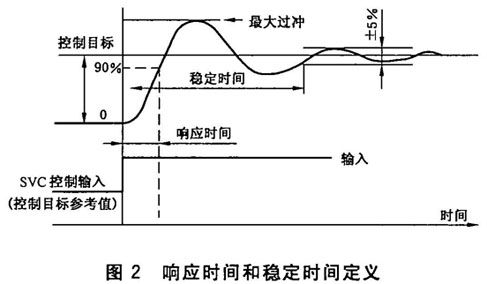 最大过冲
±5%
控制目标
90%
稳定时间
0
响应时间
输入
SVC 控制输入
(控制目标参考值)
时间
图 2 响应时间和稳定时间定义